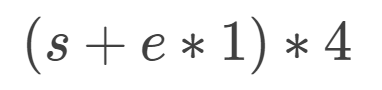 (s + e * 1) * 4